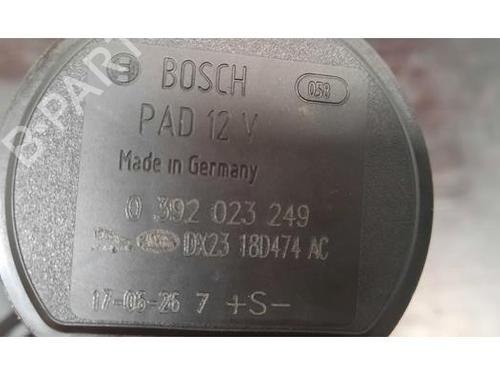 BOSCH
058
PAD 12 V
Made in Germany
0 392 023 249
DX23 18D474 AC
17-05-26 7 +S-
B-PARTS